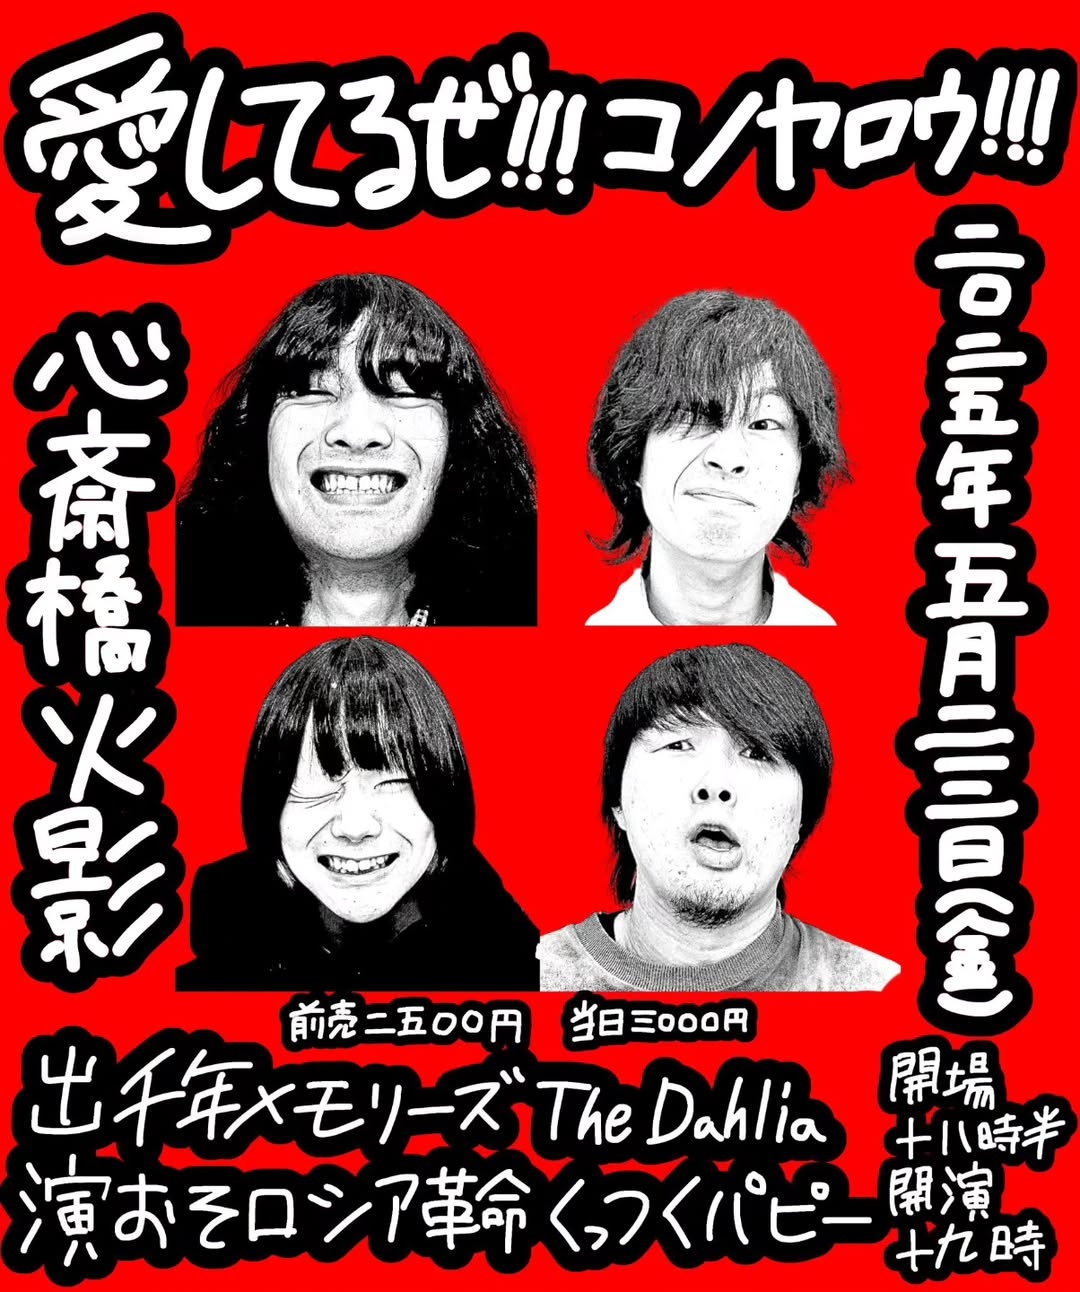 愛してるぜ!!!コノヤロウ!!!
二〇二五年五月二三日(金)
心斎橋火影
前売二五〇〇円 当日三〇〇〇円
出 千年メモリーズ The Dahlia
演 おそロシア革命 くっつくパピー
開場
十八時半
開演
十九時